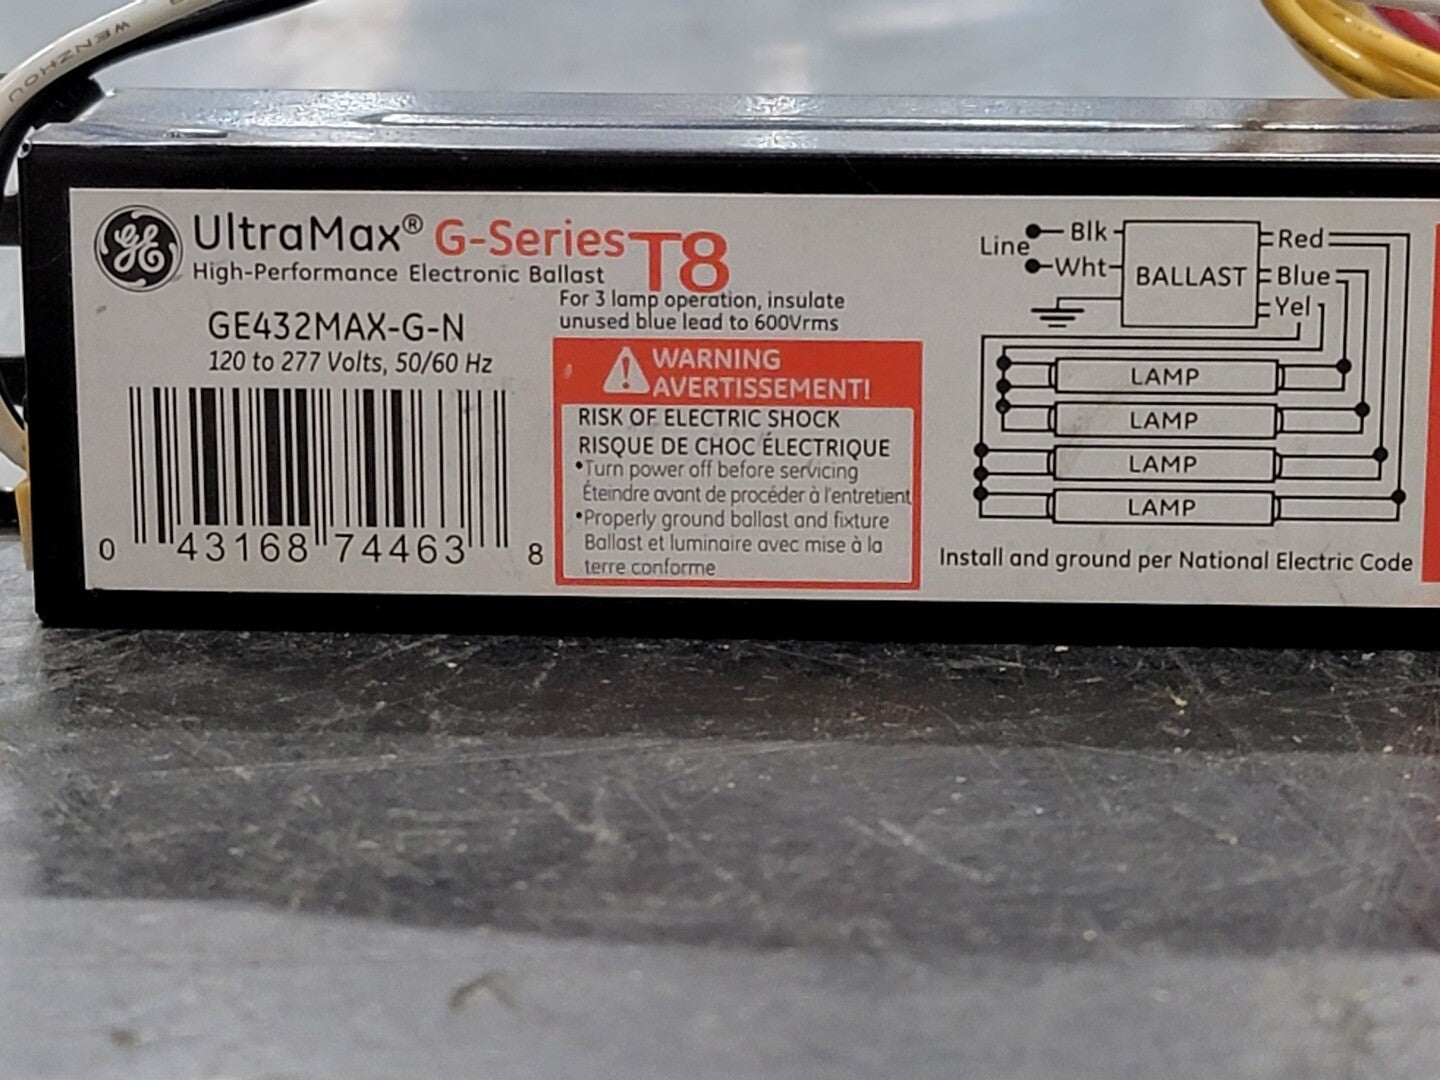 WENZHOU
GE
UltraMax® G-Series T8
High-Performance Electronic Ballast
GE432MAX-G-N
120 to 277 Volts, 50/60 Hz
0 43168 74463 8
For 3 lamp operation, insulate
unused blue lead to 600Vrms
WARNING
AVERTISSEMENT!
RISK OF ELECTRIC SHOCK
RISQUE DE CHOC ÉLECTRIQUE
•Turn power off before servicing
Éteindre avant de procéder à l'entretient
•Properly ground ballast and fixture
Ballast et luminaire avec mise à la
terre conforme
Line
Blk
Wht
BALLAST
Red
Blue
Yel
LAMP
LAMP
LAMP
LAMP
Install and ground per National Electric Code